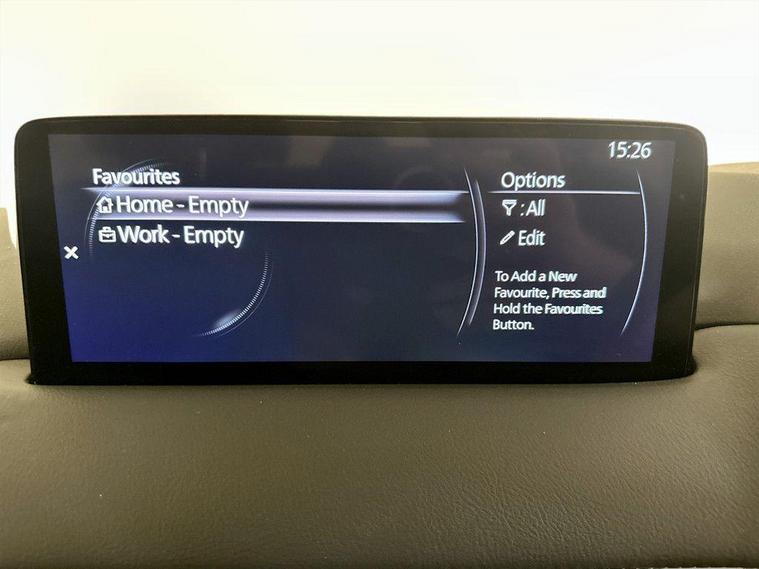 15:26
Favourites
Home - Empty
Work - Empty
Options
: All
Edit
To Add a New
Favourite, Press and
Hold the Favourites
Button.